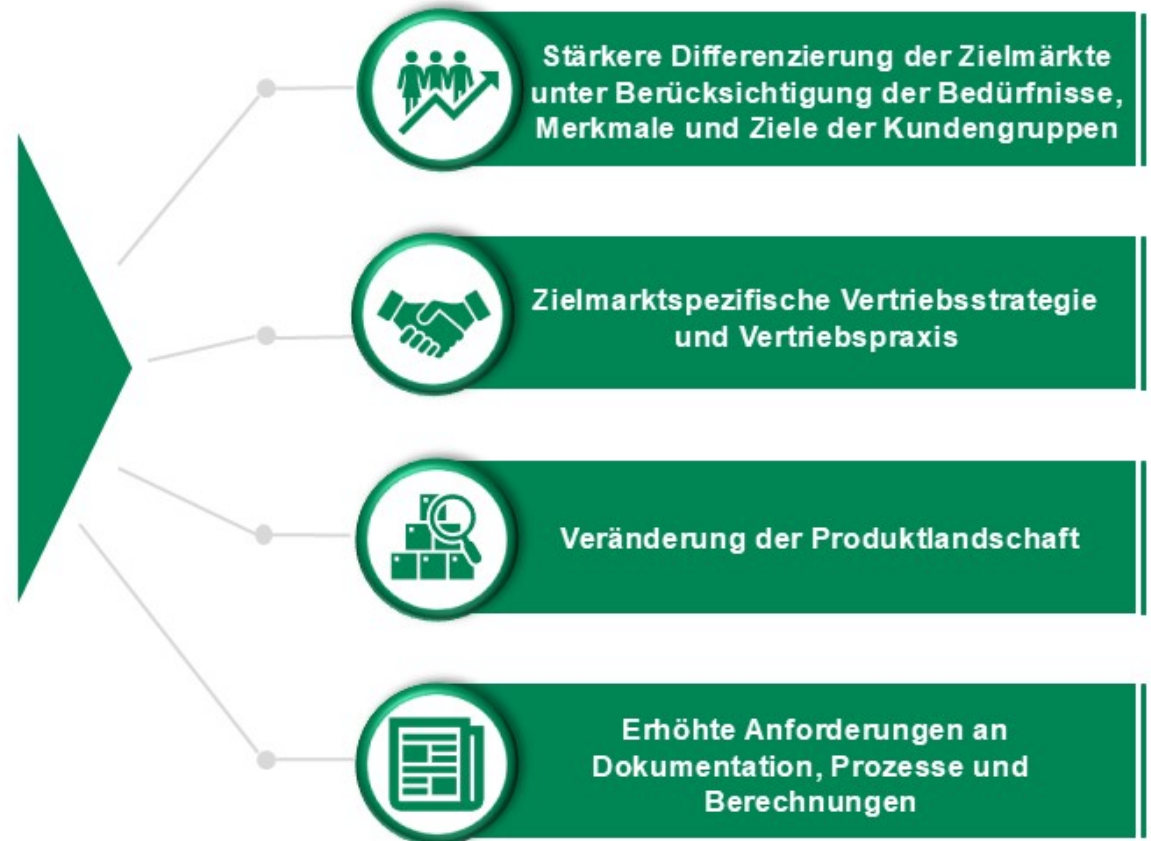 Stärkere Differenzierung der Zielmärkte
unter Berücksichtigung der Bedürfnisse,
Merkmale und Ziele der Kundengruppen
Zielmarktspezifische Vertriebsstrategie
und Vertriebspraxis
Veränderung der Produktlandschaft
Erhöhte Anforderungen an
Dokumentation, Prozesse und
Berechnungen